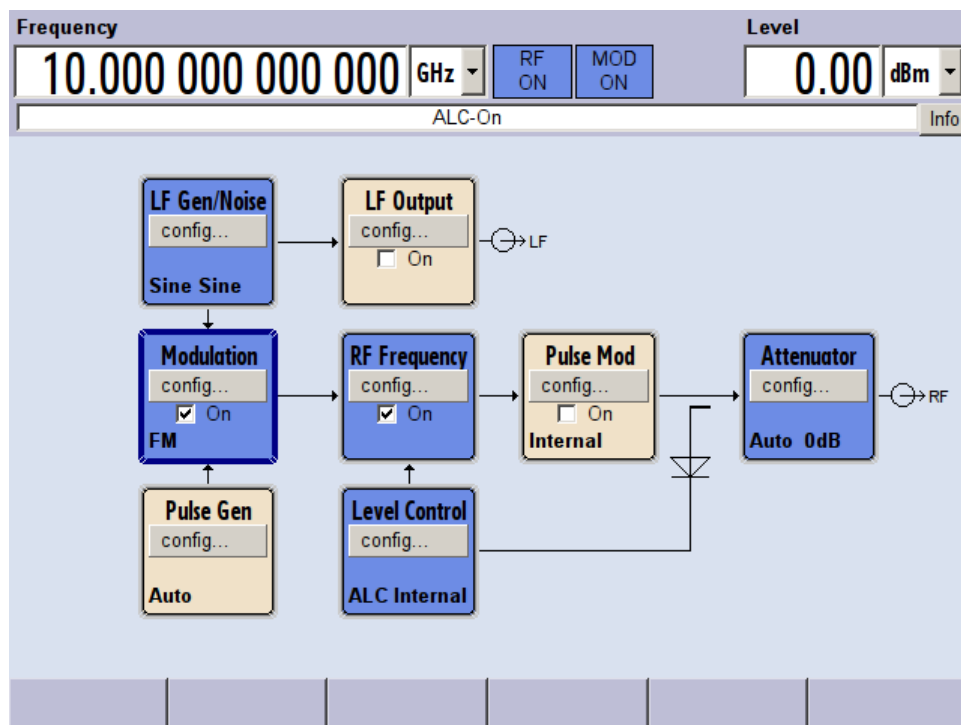 Frequency
Level
10.000 000 000 000 GHz
RF ON
MOD ON
0.00 dBm
ALC-On
Info
LF Gen/Noise
config...
Sine Sine
LF Output
config...
On
LF
Modulation
config...
On
FM
RF Frequency
config...
On
Pulse Mod
config...
On
Internal
Attenuator
config...
Auto 0dB
RF
Pulse Gen
config...
Auto
Level Control
config...
ALC Internal